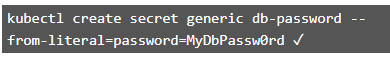 kubectl create secret generic db-password --
from-literal=password=MyDbPassw0rd ✓